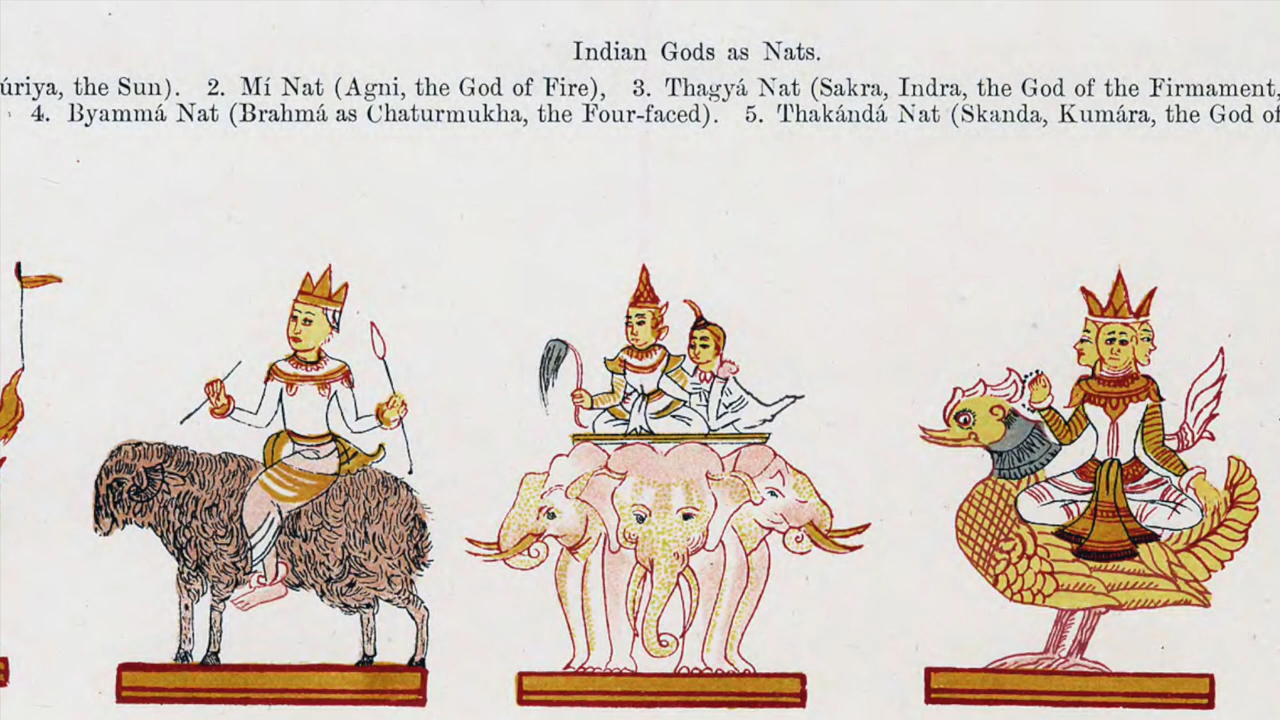 Indian Gods as Nats.
úriya, the Sun). 2. Mí Nat (Agni, the God of Fire), 3. Thagyá Nat (Sakra, Indra, the God of the Firmament,
4. Byammá Nat (Brahmá as Chaturmukha, the Four-faced). 5. Thakándá Nat (Skanda, Kumára, the God of